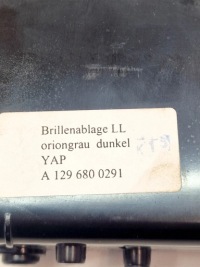 Brillenablage LL
oriongrau dunkel
YAP
A 129 680 0291